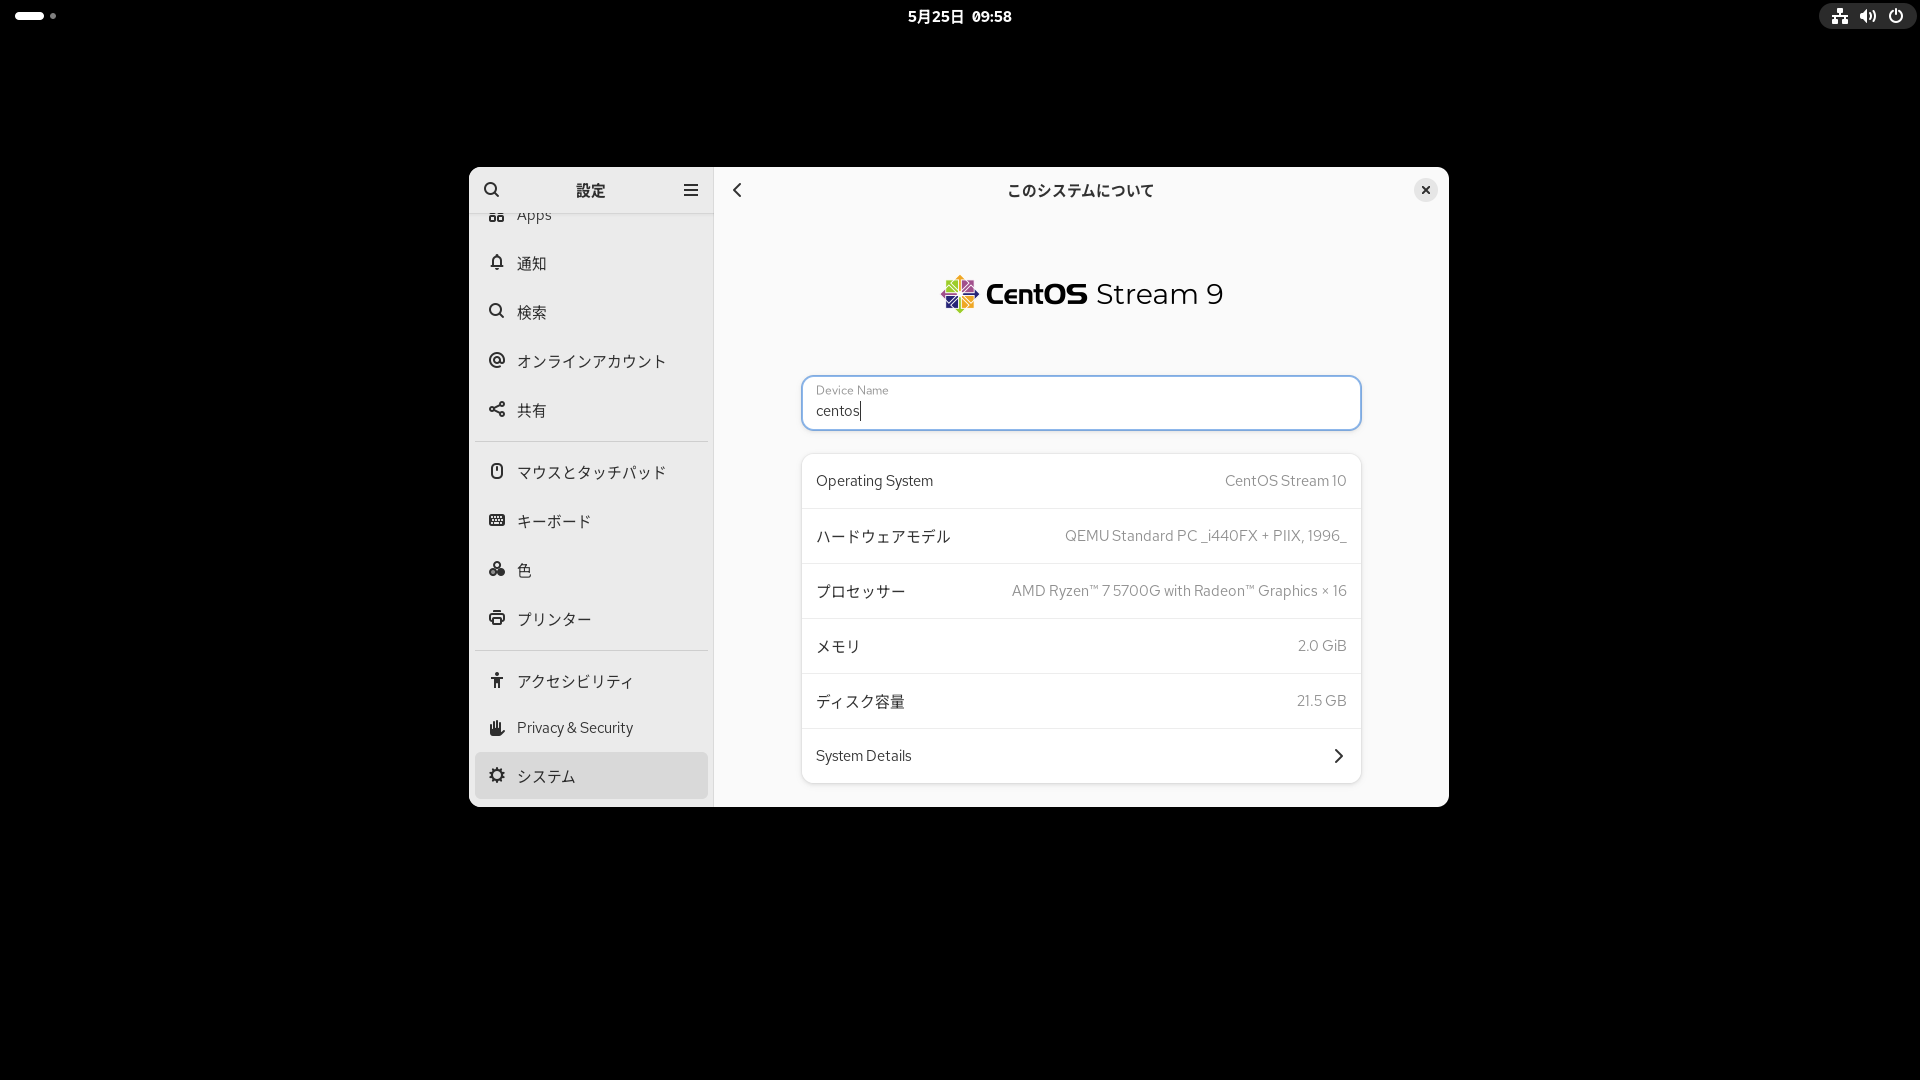 5月25日 09:58
設定
このシステムについて
Apps
通知
検索
オンラインアカウント
共有
マウスとタッチパッド
キーボード
色
プリンター
アクセシビリティ
Privacy & Security
システム
CentOS Stream 9
Device Name
centos
Operating System CentOS Stream 10
ハードウェアモデル QEMU Standard PC _i440FX + PIIX, 1996_
プロセッサー AMD Ryzen™ 7 5700G with Radeon™ Graphics × 16
メモリ 2.0 GiB
ディスク容量 21.5 GB
System Details